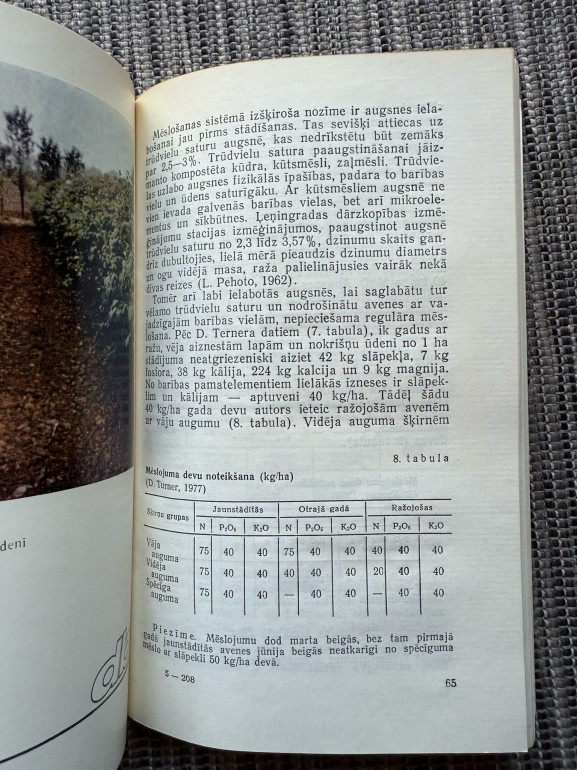 Mēslošanas sistēmā izšķiroša nozīme ir augsnes iela-
bošanai jau pirms stādīšanas. Tas sevišķi attiecas uz
trūdvielu saturu augsnē, kas nedrīkstētu būt zemāks
par 2,5—3%. Trūdvielu satura paaugstināšanai jāiz-
manto kompostēta kūdra, kūtsmēsli, zaļmēsli. Trūdvie-
las uzlabo augsnes fizikālās īpašības, padara to barības
vielu un ūdens saturīgāku. Ar kūtsmēsliem augsnē ne
vien ievada galvenās barības vielas, bet arī mikroele-
mentus un sīkbūtnes. Ļeņingradas dārzkopības izmē-
ģinājumu stacijas izmēģinājumos, paaugstinot augsnē
trūdvielu saturu no 2,3 līdz 3,57%, dzinumu skaits gan-
drīz dubultojies, lielā mērā pieaudzis dzinumu diametrs
un ogu vidējā masa, raža palielinājusies vairāk nekā
divas reizes (L. Pehoto, 1962).
Tomēr arī labi ielabotās augsnēs, lai saglabātu tur
vēlamo trūdvielu saturu un nodrošinātu avenes ar va-
jadzīgajām barības vielām, nepieciešama regulāra mēs-
lošana. Pēc D. Ternera datiem (7. tabula), ik gadus ar
ražu, vēja aiznestām lapām un nokrišņu ūdeni no 1 ha
stādījuma neatgriezeniski aiziet 42 kg slāpekļa, 7 kg
fosfora, 38 kg kālija, 224 kg kalcija un 9 kg magnija.
No barības pamatelementiem lielākās iznesēs ir slāpek-
lim un kālijam — aptuveni 40 kg/ha. Tādēļ šādu
40 kg/ha gada devu autors ieteic ražojošām avenēm
ar vāju augumu (8. tabula). Vidēja auguma šķirnēm
8. tabula
Mēslojuma devu noteikšana (kg/ha)
(D. Turner, 1977)
Šķirņu grupas Jaunstādītās Otrajā gadā Ražojošas
N P₂O₅ K₂O N P₂O₅ K₂O N P₂O₅ K₂O
Vāja
auguma 75 40 40 75 40 40 40 40 40
Vidēja
auguma 75 40 40 40 40 40 20 40 40
Spēcīga
auguma 75 40 40 — 40 40 — 40 40
Piezīme. Mēslojumu dod marta beigās, bez tam pirmajā
gadā jaunstādītās avenes jūnija beigās neatkarīgi no spēcīguma
mēslo ar slāpekli 50 kg/ha devā.
5 — 208
65
deni